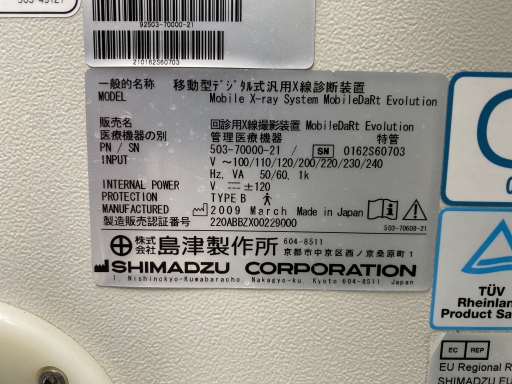 92503-70000-21
210162S60703
一般的名称 移動型デジタル式汎用X線診断装置
MODEL Mobile X-ray System MobileDaRt Evolution
販売名 回診用X線撮影装置 MobileDaRt Evolution
医療機器の別 管理医療機器 特管
PN / SN 503-70000-21 / SN 0162S60703
INPUT V ~100/110/120/200/220/230/240
Hz, VA 50/60, 1k
INTERNAL POWER V ±120
PROTECTION TYPE B
MANUFACTURED 2009 March Made in Japan
製造販売認証番号 220ABBZX00229000
503-70608-21
株式会社 島津製作所 604-8511
京都市中京区西ノ京桑原町1
SHIMADZU CORPORATION
1, Nishinokyo-Kuwabaracho, Nakagyo-ku, Kyoto 604-8511 Japan
TÜV
Rheinlan
Product Sa
EC REP
EU Regional R
SHIMADZU EU